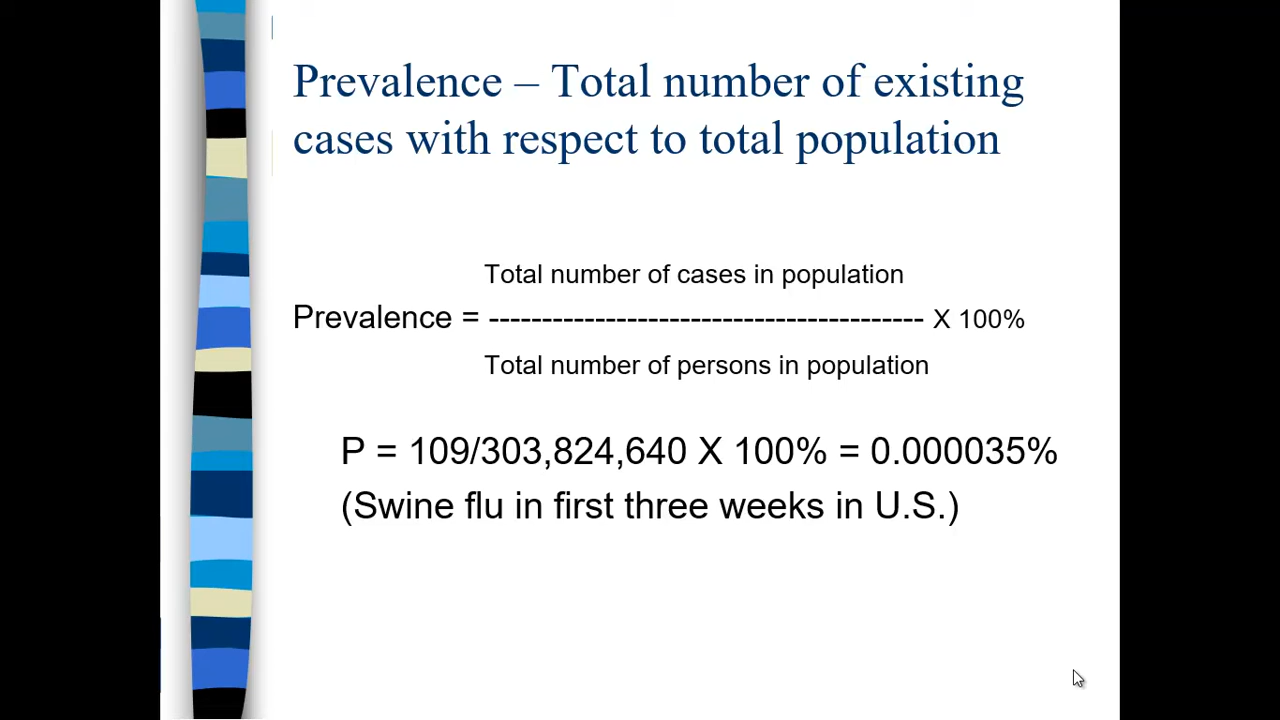 Prevalence – Total number of existing
cases with respect to total population
Total number of cases in population
Prevalence = ----------------------------------------- X 100%
Total number of persons in population
P = 109/303,824,640 X 100% = 0.000035%
(Swine flu in first three weeks in U.S.)